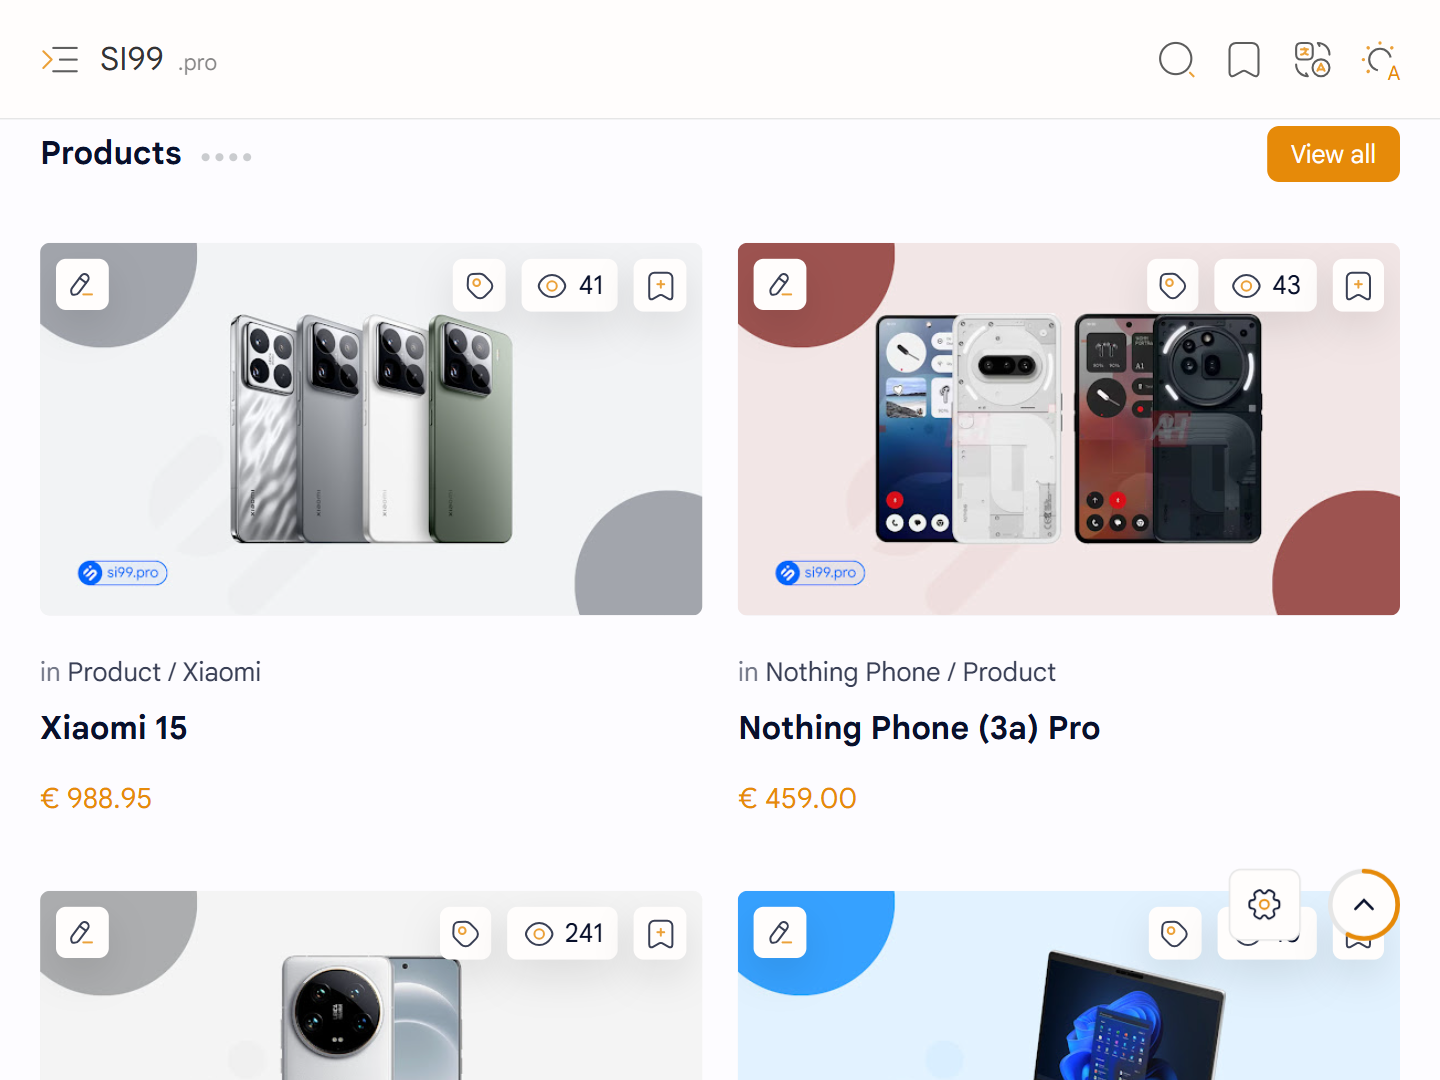 SI99 .pro
Products
View all
41
si99.pro
in Product / Xiaomi
Xiaomi 15
€ 988.95
43
si99.pro
in Nothing Phone / Product
Nothing Phone (3a) Pro
€ 459.00
241